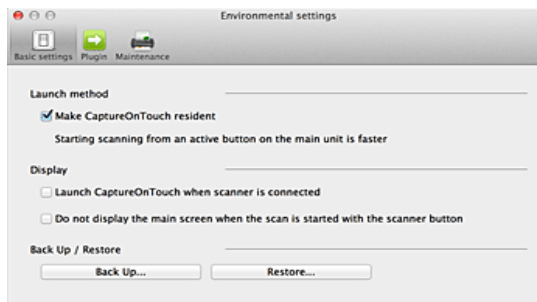 Environmental settings
Basic settings Plugin Maintenance
Launch method
Make CaptureOnTouch resident
Starting scanning from an active button on the main unit is faster
Display
Launch CaptureOnTouch when scanner is connected
Do not display the main screen when the scan is started with the scanner button
Back Up / Restore
Back Up... Restore...